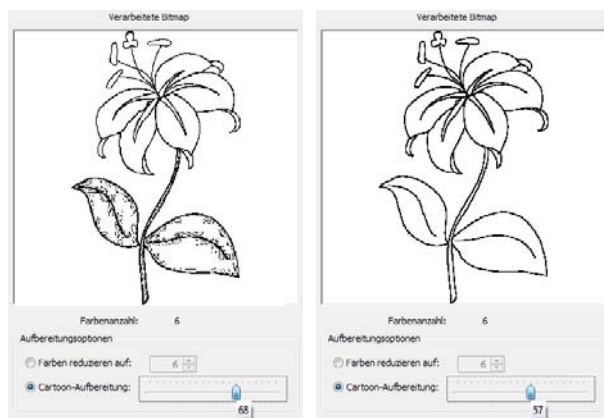 Verarbeitete Bitmap
Farbenanzahl: 6
Aufbereitungsoptionen
Farben reduzieren auf: 6
Cartoon-Aufbereitung:
68
Verarbeitete Bitmap
Farbenanzahl: 6
Aufbereitungsoptionen
Farben reduzieren auf: 6
Cartoon-Aufbereitung:
57